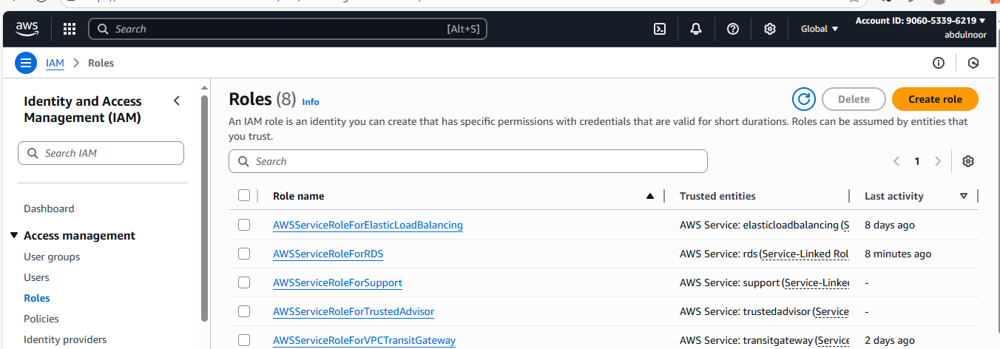 aws
Search [Alt+S]
Global
Account ID: 9060-5339-6219
abdulnoor
IAM > Roles
Identity and Access
Management (IAM)
Search IAM
Dashboard
Access management
User groups
Users
Roles
Policies
Identity providers
Roles (8) Info
Delete
Create role
An IAM role is an identity you can create that has specific permissions with credentials that are valid for short durations. Roles can be assumed by entities that
you trust.
Search
1
Role name Trusted entities Last activity
AWSServiceRoleForElasticLoadBalancing AWS Service: elasticloadbalancing (S 8 days ago
AWSServiceRoleForRDS AWS Service: rds (Service-Linked Rol 8 minutes ago
AWSServiceRoleForSupport AWS Service: support (Service-Linke -
AWSServiceRoleForTrustedAdvisor AWS Service: trustedadvisor (Service -
AWSServiceRoleForVPCTransitGateway AWS Service: transitgateway (Service 2 days ago